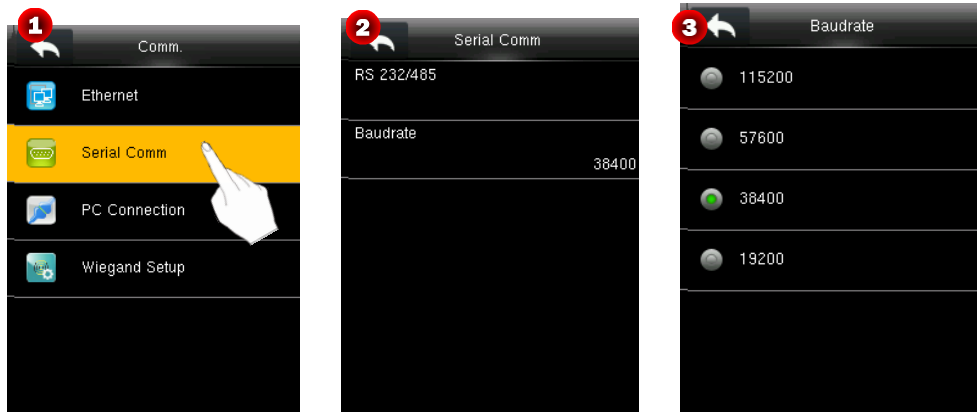 1
Comm.
Ethernet
Serial Comm
PC Connection
Wiegand Setup
2
Serial Comm
RS 232/485
Baudrate
38400
3
Baudrate
115200
57600
38400
19200